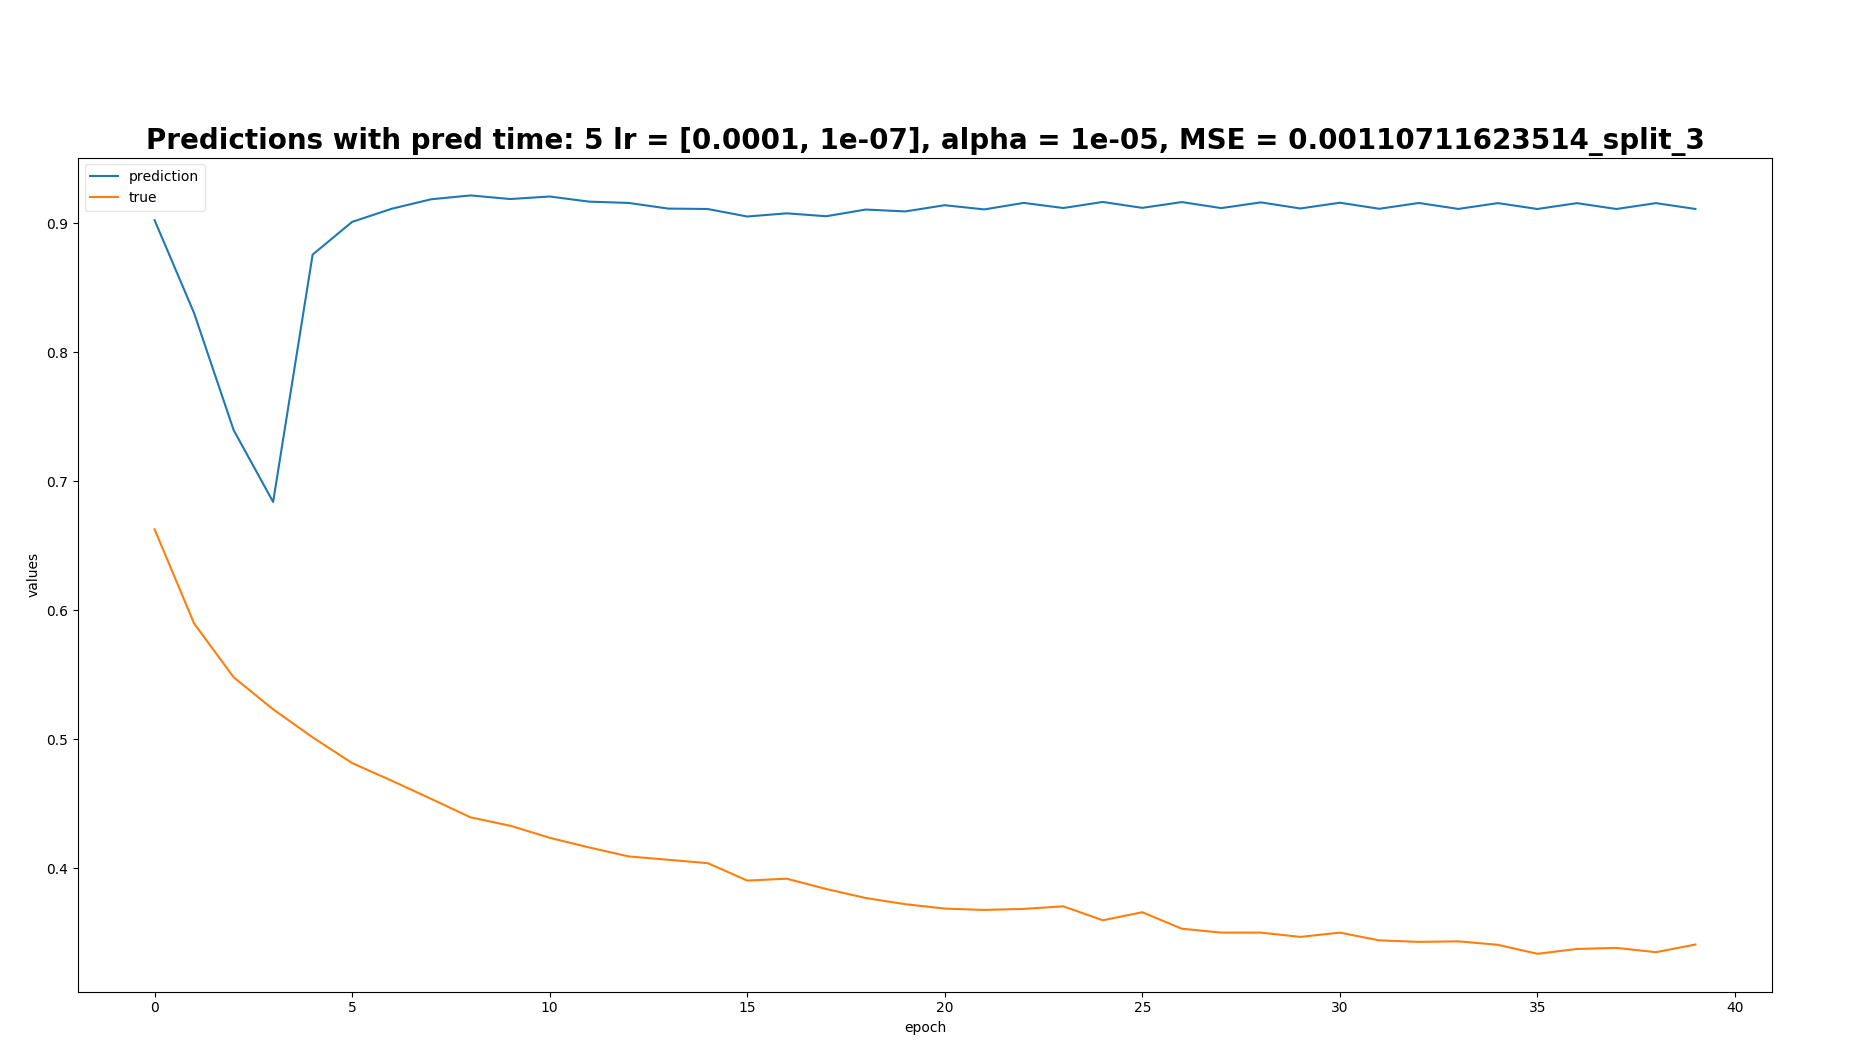 Predictions with pred time: 5 lr = [0.0001, 1e-07], alpha = 1e-05, MSE = 0.00110711623514_split_3
prediction
true
values
0.9
0.8
0.7
0.6
0.5
0.4
0 5 10 15 20 25 30 35 40
epoch